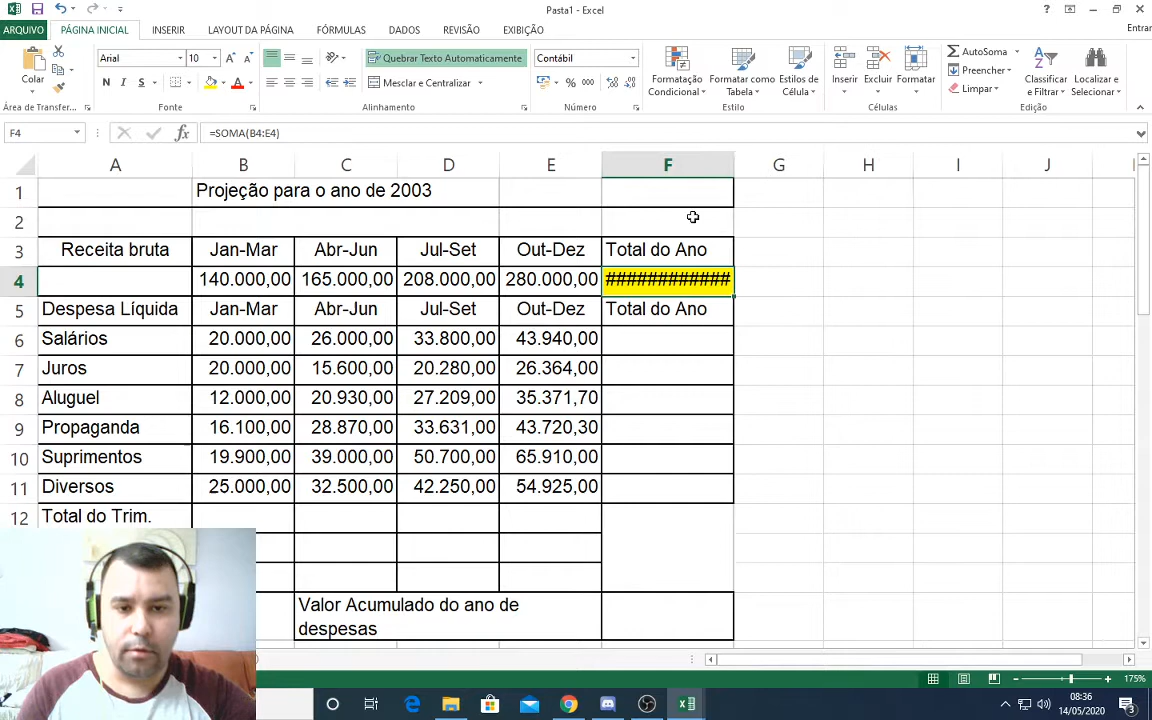 Pasta1 - Excel
Entrar
ARQUIVO PÁGINA INICIAL INSERIR LAYOUT DA PÁGINA FÓRMULAS DADOS REVISÃO EXIBIÇÃO
Colar
Arial 10
N I S
Quebrar Texto Automaticamente
Mesclar e Centralizar
Contábil
% 000
Formatação Condicional
Formatar como Tabela
Estilos de Célula
Inserir Excluir Formatar
AutoSoma
Preencher
Limpar
Classificar e Filtrar
Localizar e Selecionar
Área de Transfer... Fonte Alinhamento Número Estilo Células Edição
F4 fx =SOMA(B4:E4)
A B C D E F G H I J
1 Projeção para o ano de 2003
2
3 Receita bruta Jan-Mar Abr-Jun Jul-Set Out-Dez Total do Ano
4 140.000,00 165.000,00 208.000,00 280.000,00 ############
5 Despesa Líquida Jan-Mar Abr-Jun Jul-Set Out-Dez Total do Ano
6 Salários 20.000,00 26.000,00 33.800,00 43.940,00
7 Juros 20.000,00 15.600,00 20.280,00 26.364,00
8 Aluguel 12.000,00 20.930,00 27.209,00 35.371,70
9 Propaganda 16.100,00 28.870,00 33.631,00 43.720,30
10 Suprimentos 19.900,00 39.000,00 50.700,00 65.910,00
11 Diversos 25.000,00 32.500,00 42.250,00 54.925,00
12 Total do Trim.
Valor Acumulado do ano de
despesas
175%
08:36
14/05/2020